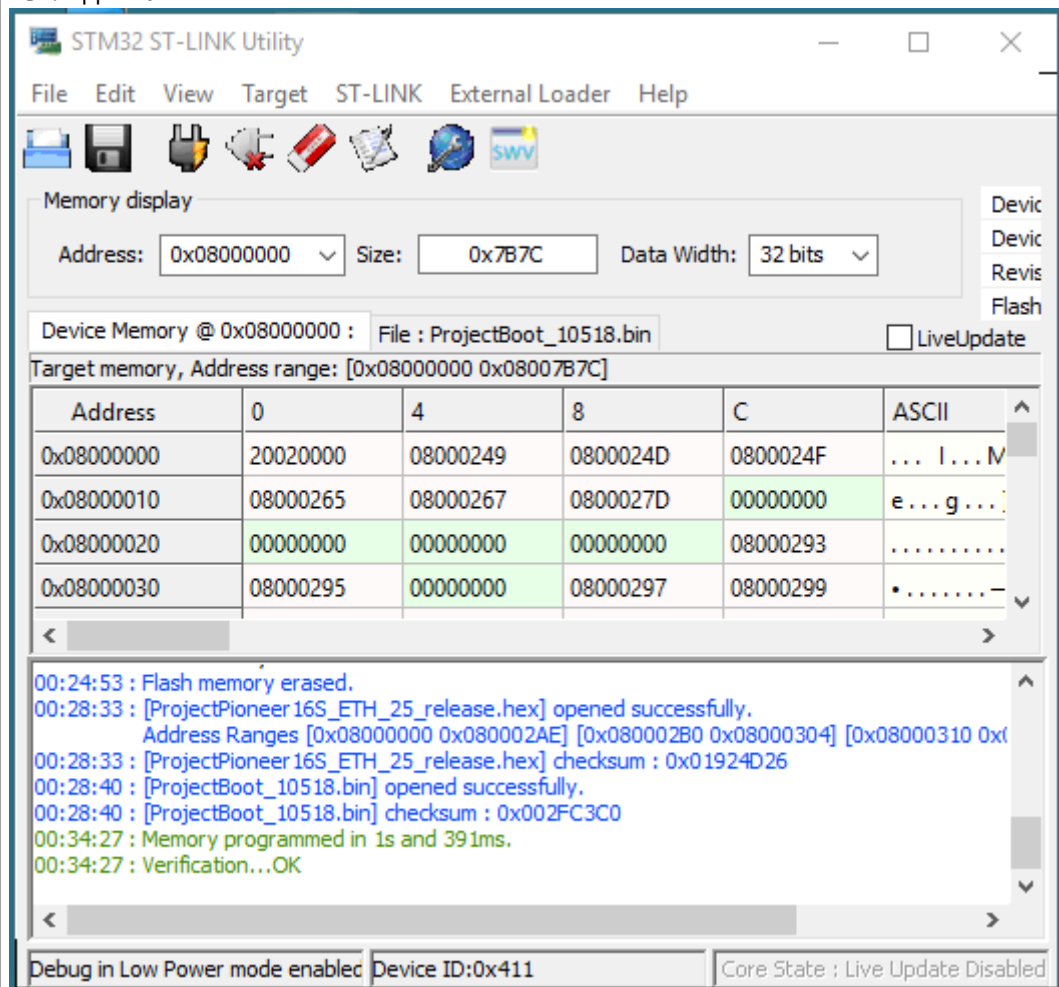 STM32 ST-LINK Utility
File Edit View Target ST-LINK External Loader Help
SWV
Memory display
Address: 0x08000000 Size: 0x7B7C Data Width: 32 bits
Devic
Devic
Revis
Flash
Device Memory @ 0x08000000 : File : ProjectBoot_10518.bin LiveUpdate
Target memory, Address range: [0x08000000 0x08007B7C]
Address 0 4 8 C ASCII
0x08000000 20020000 08000249 0800024D 0800024F ... I...M
0x08000010 08000265 08000267 0800027D 00000000 e...g...}
0x08000020 00000000 00000000 00000000 08000293 ..........
0x08000030 08000295 00000000 08000297 08000299 •.......—
00:24:53 : Flash memory erased.
00:28:33 : [ProjectPioneer16S_ETH_25_release.hex] opened successfully.
Address Ranges [0x08000000 0x080002AE] [0x080002B0 0x08000304] [0x08000310 0x0
00:28:33 : [ProjectPioneer16S_ETH_25_release.hex] checksum : 0x01924D26
00:28:40 : [ProjectBoot_10518.bin] opened successfully.
00:28:40 : [ProjectBoot_10518.bin] checksum : 0x002FC3C0
00:34:27 : Memory programmed in 1s and 391ms.
00:34:27 : Verification...OK
Debug in Low Power mode enabled Device ID:0x411 Core State : Live Update Disabled